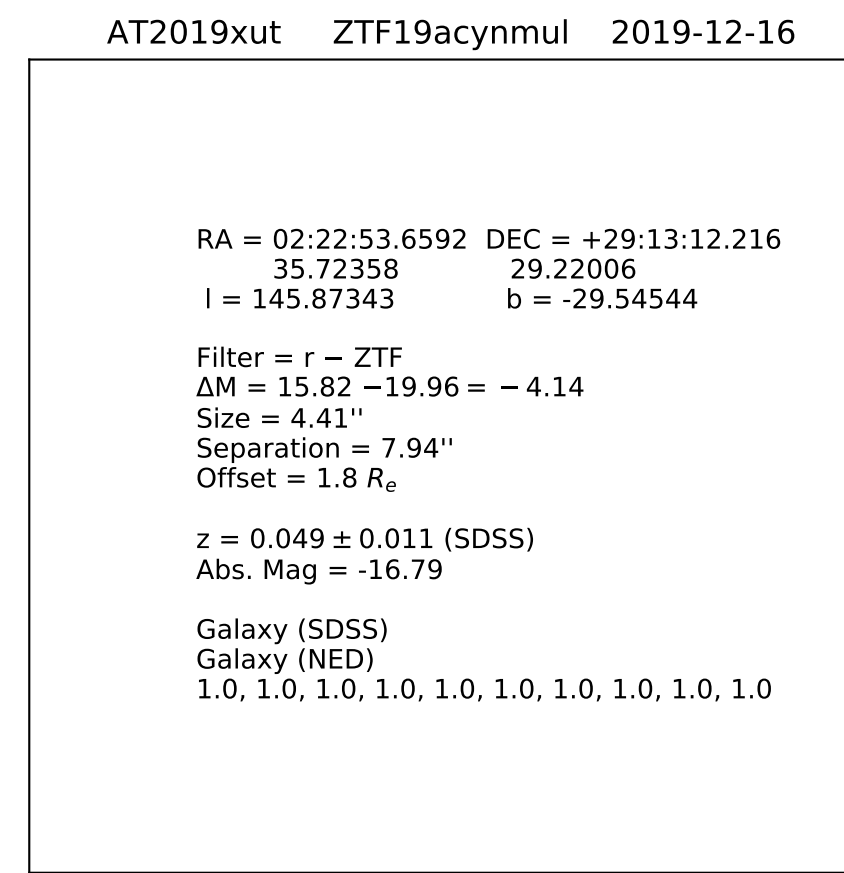 AT2019xut ZTF19acynmul 2019-12-16
RA = 02:22:53.6592 DEC = +29:13:12.216
35.72358 29.22006
l = 145.87343 b = -29.54544
Filter = r − ZTF
ΔM = 15.82 −19.96 = − 4.14
Size = 4.41''
Separation = 7.94''
Offset = 1.8 Re
z = 0.049 ± 0.011 (SDSS)
Abs. Mag = -16.79
Galaxy (SDSS)
Galaxy (NED)
1.0, 1.0, 1.0, 1.0, 1.0, 1.0, 1.0, 1.0, 1.0, 1.0